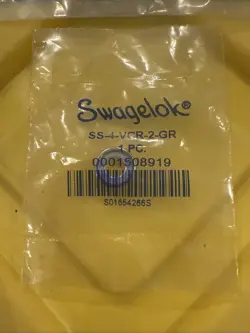 Swagelok®
SS-4-VCR-2-GR
1 PC.
0001508919
S01654266S